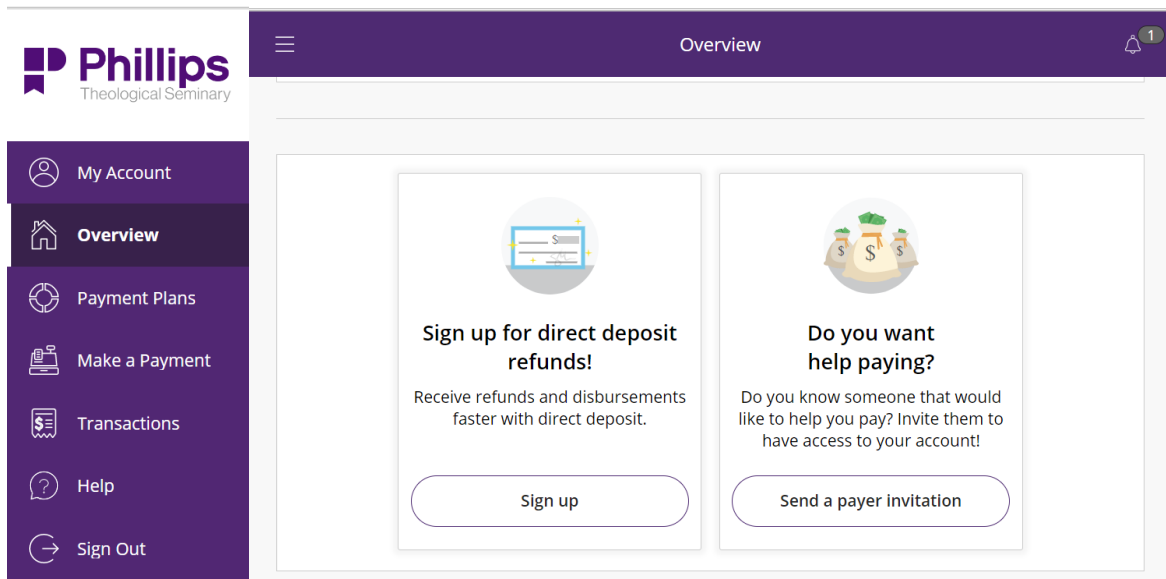 Phillips
Theological Seminary
Overview
1
My Account
Overview
Payment Plans
Make a Payment
Transactions
Help
Sign Out
$
Sign up for direct deposit
refunds!
Receive refunds and disbursements
faster with direct deposit.
Sign up
$ $ $
Do you want
help paying?
Do you know someone that would
like to help you pay? Invite them to
have access to your account!
Send a payer invitation